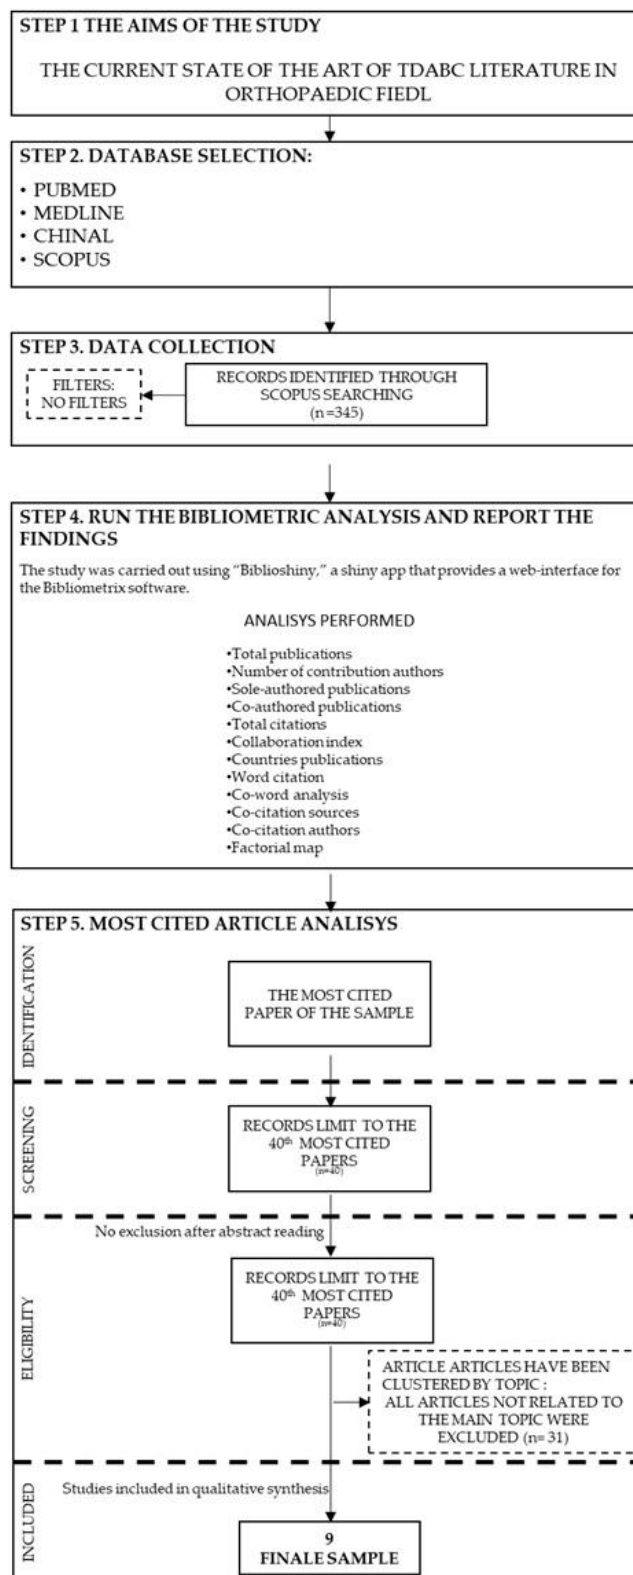 STEP 1 THE AIMS OF THE STUDY
THE CURRENT STATE OF THE ART OF TDABC LITERATURE IN
ORTHOPAEDIC FIEDL
STEP 2. DATABASE SELECTION:
• PUBMED
• MEDLINE
• CHINAL
• SCOPUS
STEP 3. DATA COLLECTION
FILTERS:
NO FILTERS
RECORDS IDENTIFIED THROUGH
SCOPUS SEARCHING
(n =345)
STEP 4. RUN THE BIBLIOMETRIC ANALYSIS AND REPORT THE
FINDINGS
The study was carried out using “Biblioshiny,” a shiny app that provides a web-interface for
the Bibliometrix software.
ANALISYS PERFORMED
•Total publications
•Number of contribution authors
•Sole-authored publications
•Co-authored publications
•Total citations
•Collaboration index
•Countries publications
•Word citation
•Co-word analysis
•Co-citation sources
•Co-citation authors
•Factorial map
STEP 5. MOST CITED ARTICLE ANALISYS
IDENTIFICATION
THE MOST CITED
PAPER OF THE SAMPLE
SCREENING
RECORDS LIMIT TO THE
40th MOST CITED
PAPERS
(n=40)
ELIGIBILITY
No exclusion after abstract reading
RECORDS LIMIT TO THE
40th MOST CITED
PAPERS
(n=40)
ARTICLE ARTICLES HAVE BEEN
CLUSTERED BY TOPIC :
ALL ARTICLES NOT RELATED TO
THE MAIN TOPIC WERE
EXCLUDED (n= 31)
INCLUDED
Studies included in qualitative synthesis
9
FINALE SAMPLE